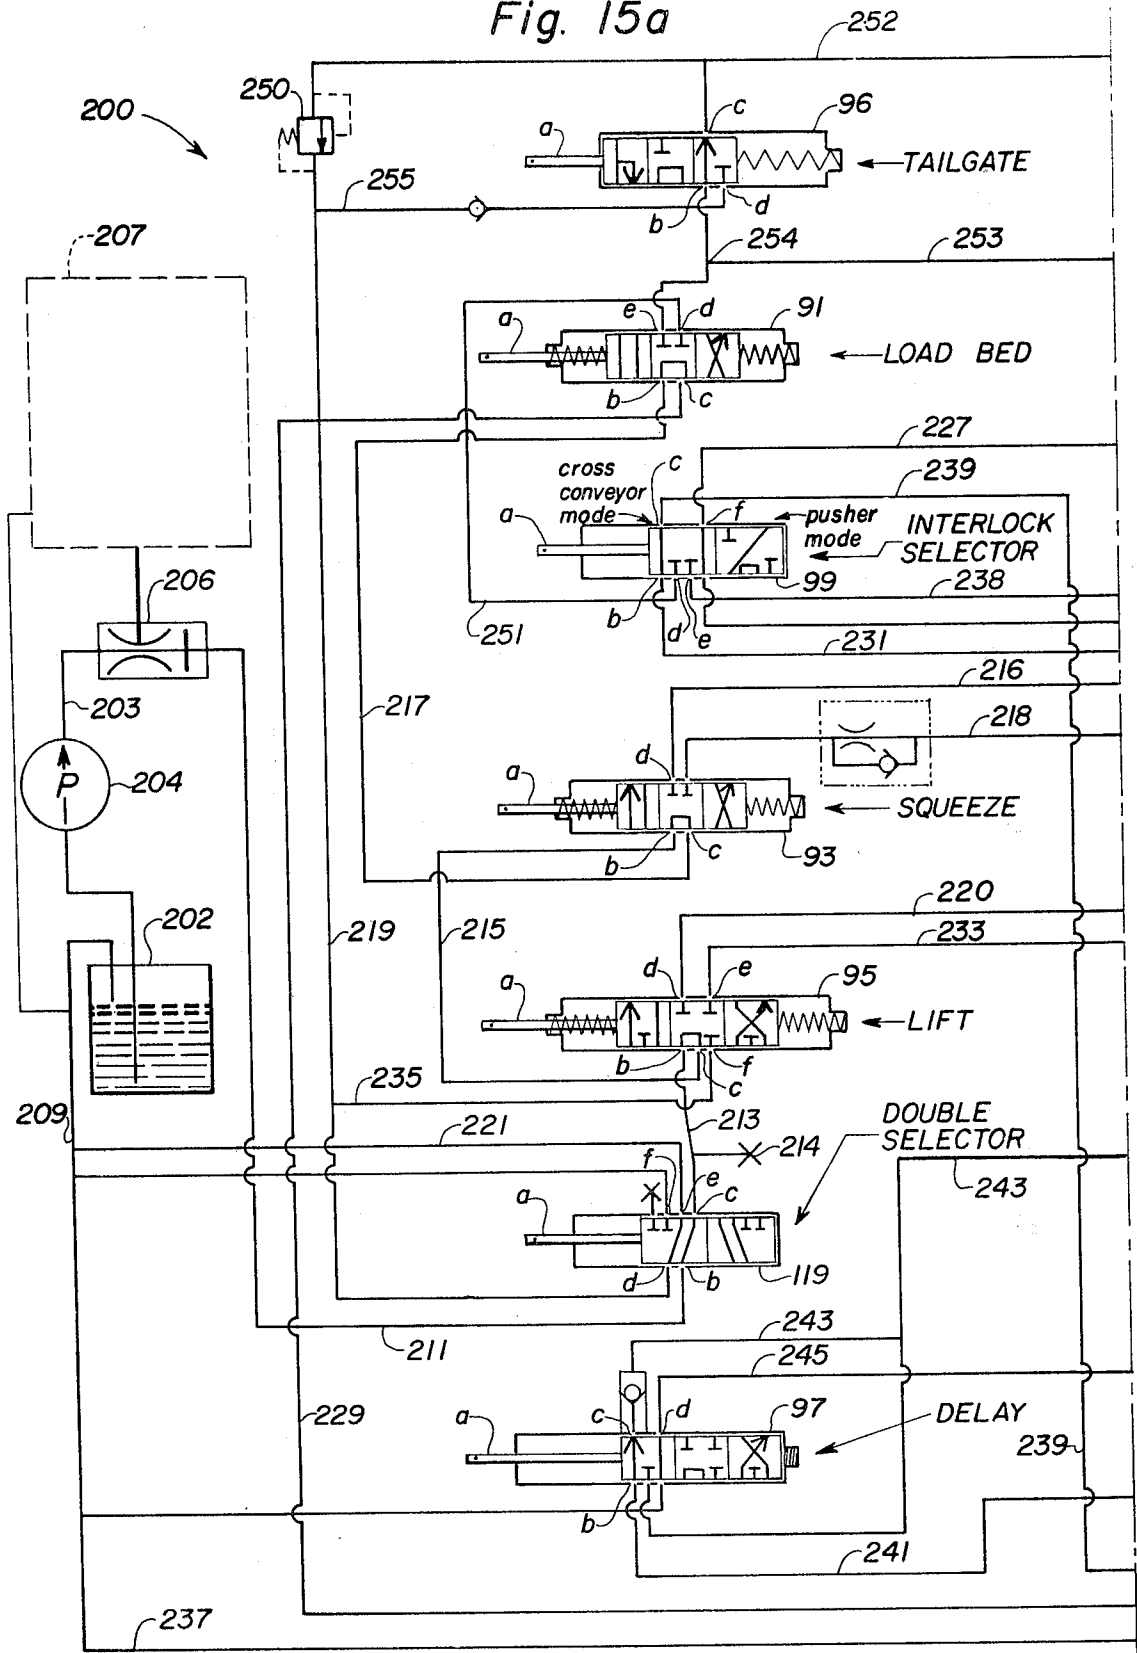 Fig. 15a
252
250
200
a
c
96
TAILGATE
255
b
d
207
254
253
a
e
d
91
LOAD BED
b
c
227
cross
conveyor
mode
c
239
a
f
pusher
mode
INTERLOCK
SELECTOR
206
b
d
e
99
238
251
231
203
217
216
218
P
204
d
a
SQUEEZE
b
c
93
202
220
219
215
233
d
e
95
a
LIFT
b
c
f
235
209
221
213
DOUBLE
SELECTOR
214
243
f
e
c
a
d
b
119
211
243
245
229
a
c
d
97
DELAY
239
b
241
237